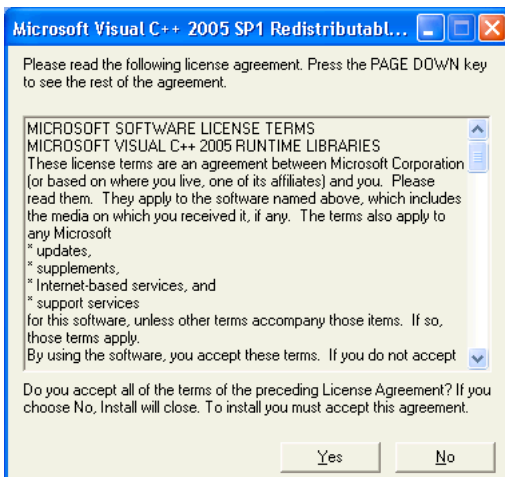 Microsoft Visual C++ 2005 SP1 Redistributabl...
Please read the following license agreement. Press the PAGE DOWN key
to see the rest of the agreement.
MICROSOFT SOFTWARE LICENSE TERMS
MICROSOFT VISUAL C++ 2005 RUNTIME LIBRARIES
These license terms are an agreement between Microsoft Corporation
(or based on where you live, one of its affiliates) and you. Please
read them. They apply to the software named above, which includes
the media on which you received it, if any. The terms also apply to
any Microsoft
* updates,
* supplements,
* Internet-based services, and
* support services
for this software, unless other terms accompany those items. If so,
those terms apply.
By using the software, you accept these terms. If you do not accept
Do you accept all of the terms of the preceding License Agreement? If you
choose No, Install will close. To install you must accept this agreement.
Yes
No